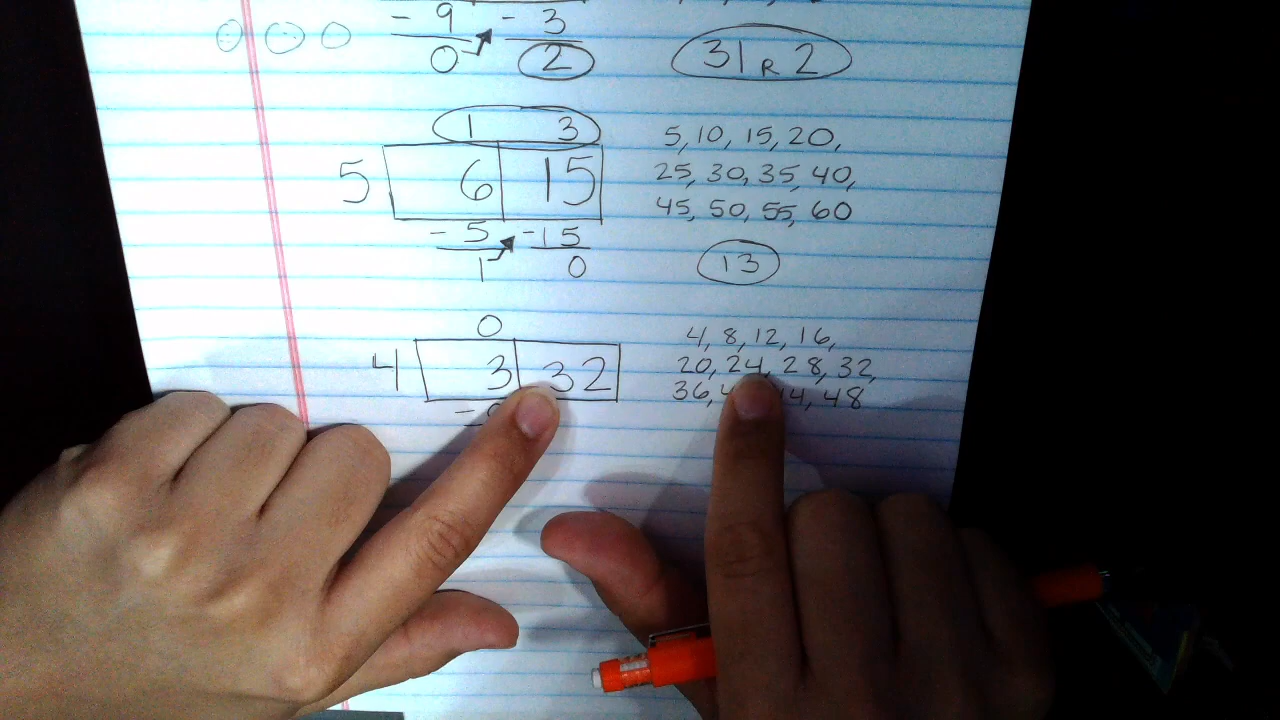 - 9 - 3
0 2 31 R 2
1 3
5 6 15
- 5 -15
1 0
5, 10, 15, 20,
25, 30, 35, 40,
45, 50, 55, 60
13
0
4 3 32
-
4, 8, 12, 16,
20, 24, 28, 32,
36, 48